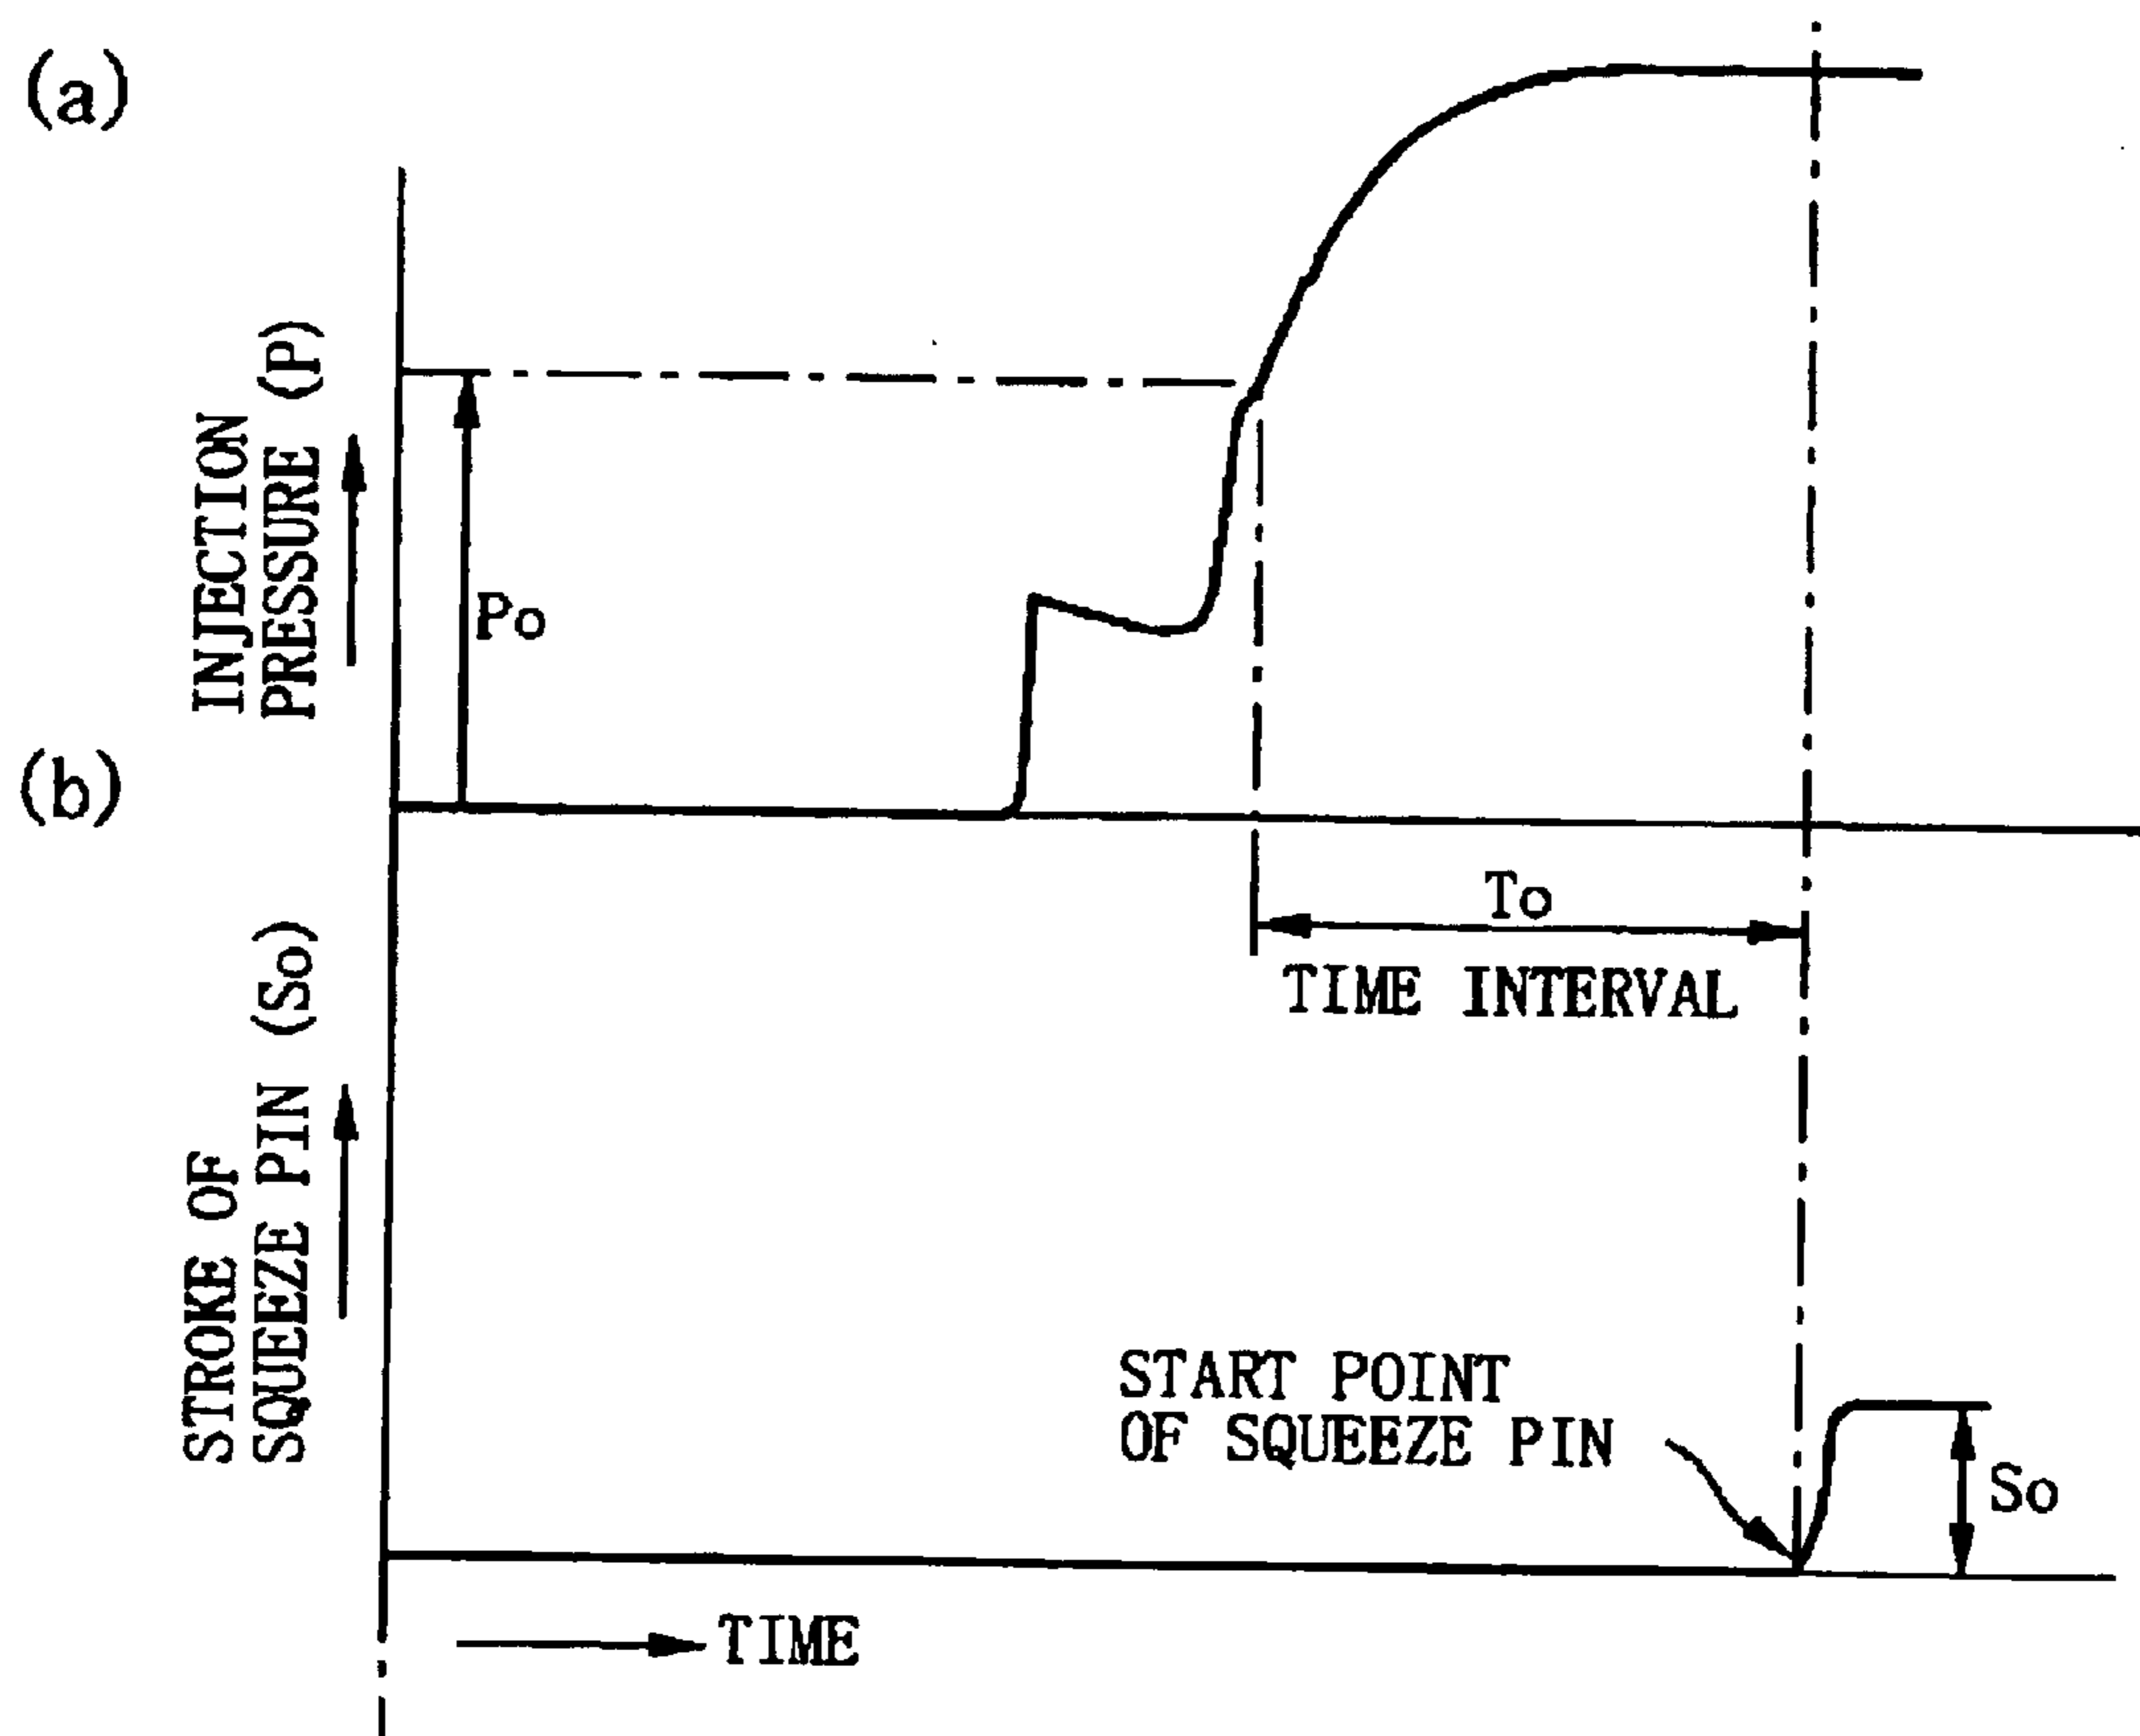 (a)
INJECTION
PRESSURE (P)
Po
(b)
To
TIME INTERVAL
STROKE OF
SQUEEZE PIN (So)
START POINT
OF SQUEEZE PIN
So
TIME